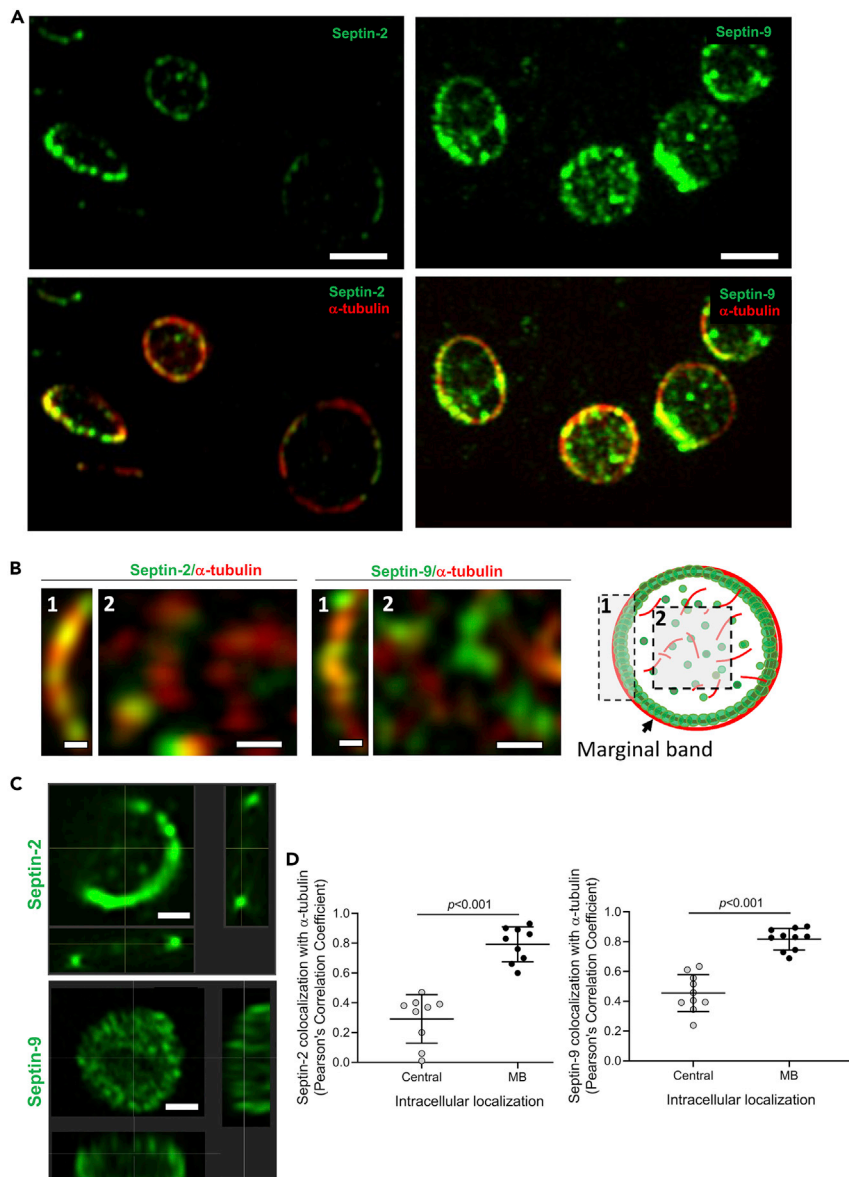 A
Septin-2
Septin-9
Septin-2
α-tubulin
Septin-9
α-tubulin
B
Septin-2/α-tubulin
Septin-9/α-tubulin
1
2
1
2
1
2
Marginal band
C
Septin-2
Septin-9
D
Septin-2 colocalization with α-tubulin
(Pearson's Correlation Coefficient)
p<0.001
1.0
0.8
0.6
0.4
0.2
0.0
Central
MB
Intracellular localization
Septin-9 colocalization with α-tubulin
(Pearson's Correlation Coefficient)
p<0.001
1.0
0.8
0.6
0.4
0.2
0.0
Central
MB
Intracellular localization